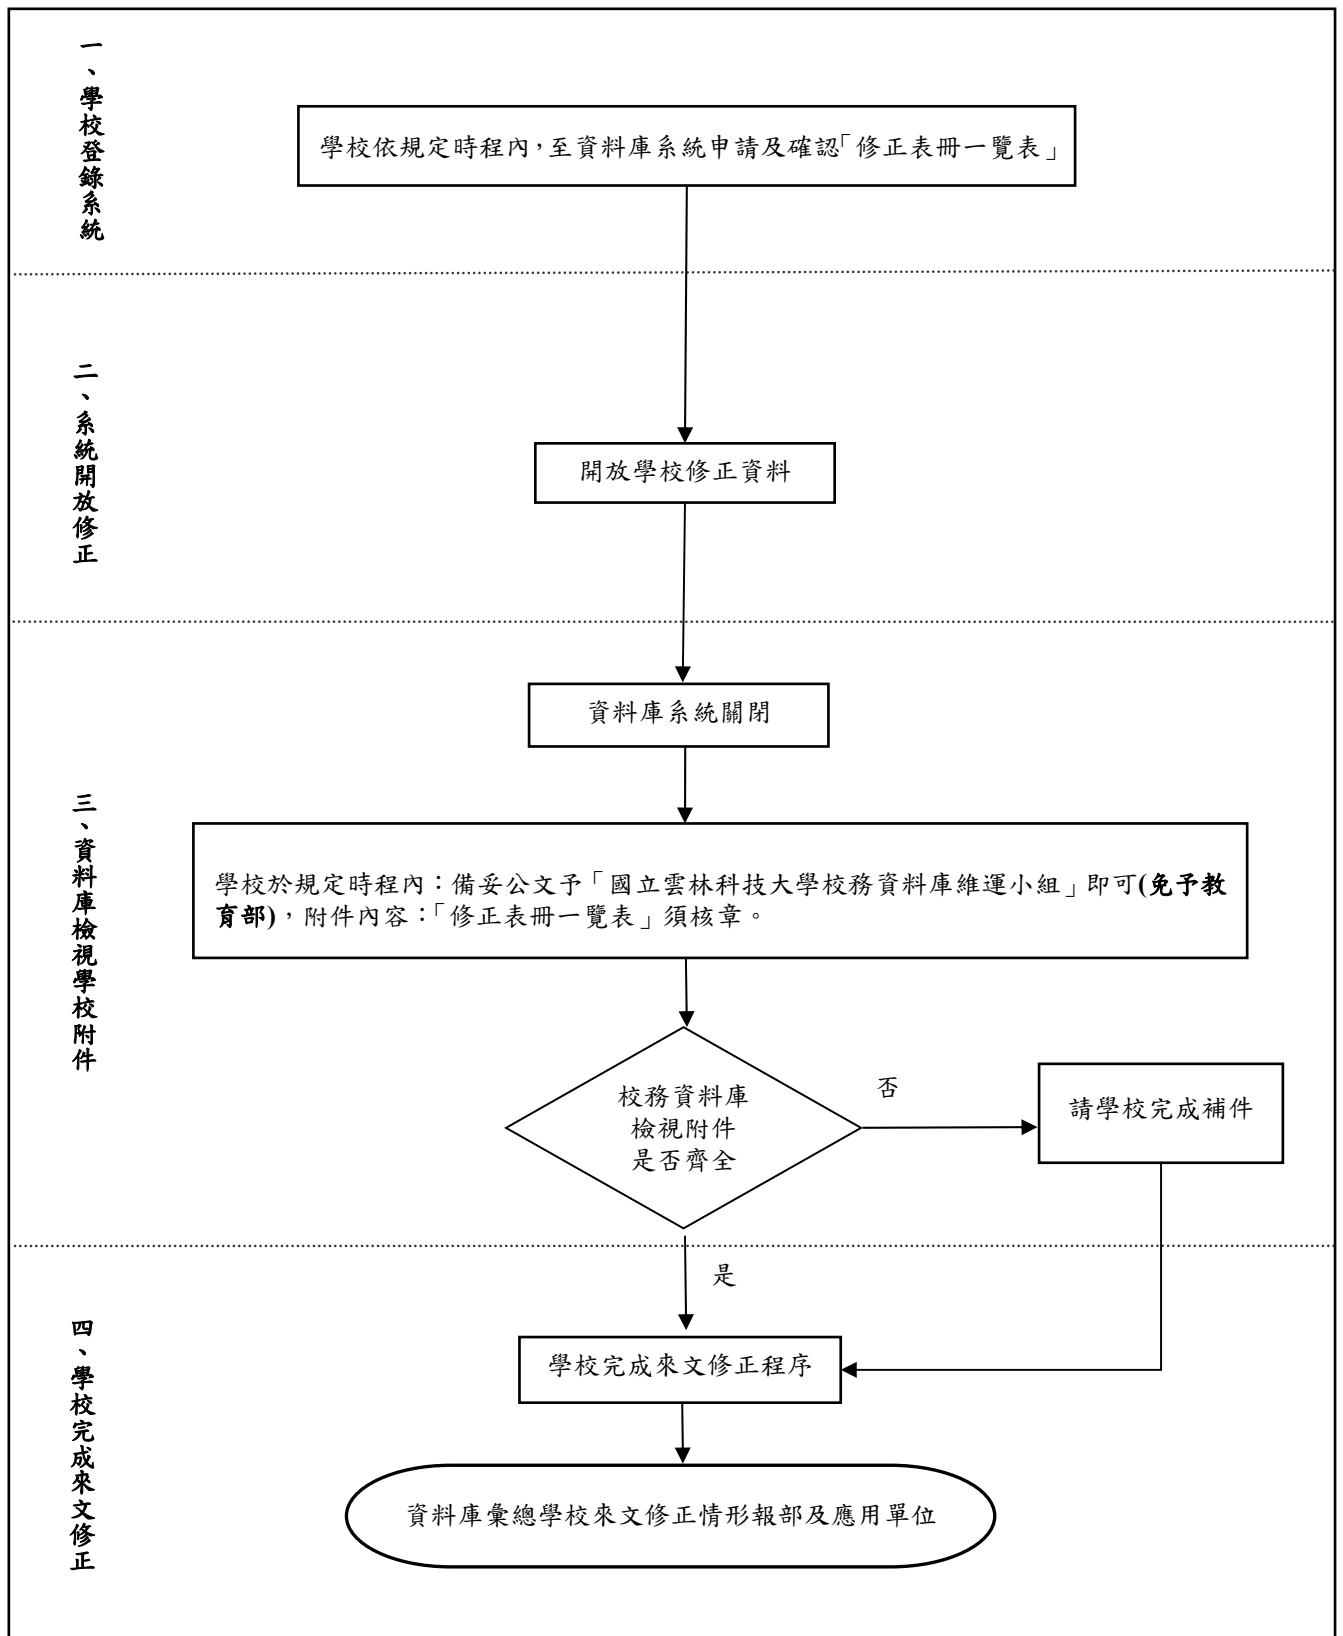 一、學校登錄系統
學校依規定時程內，至資料庫系統申請及確認「修正表冊一覽表」
二、系統開放修正
開放學校修正資料
三、資料庫檢視學校附件
資料庫系統關閉
學校於規定時程內：備妥公文予「國立雲林科技大學校務資料庫維運小組」即可(免予教
育部)，附件內容：「修正表冊一覽表」須核章。
校務資料庫
檢視附件
是否齊全
否
請學校完成補件
是
四、學校完成來文修正
學校完成來文修正程序
資料庫彙總學校來文修正情形報部及應用單位